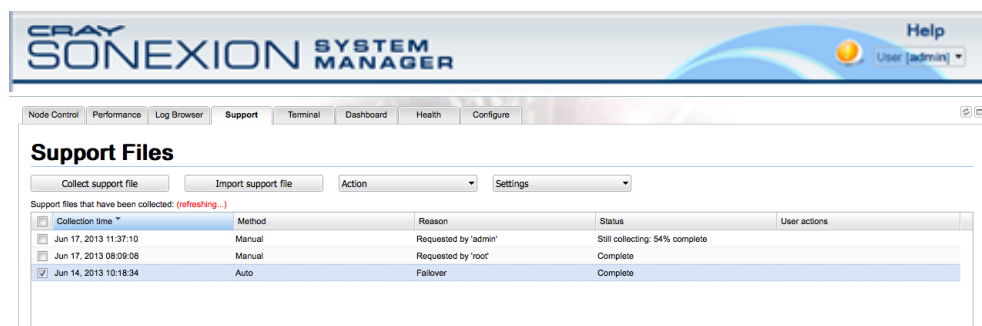 CRAY
SONEXION SYSTEM MANAGER
Help
User [admin]
Node Control Performance Log Browser Support Terminal Dashboard Health Configure
Support Files
Collect support file Import support file Action Settings
Support files that have been collected: (refreshing...)
Collection time Method Reason Status User actions
Jun 17, 2013 11:37:10 Manual Requested by 'admin' Still collecting: 54% complete
Jun 17, 2013 08:09:08 Manual Requested by 'root' Complete
Jun 14, 2013 10:18:34 Auto Failover Complete